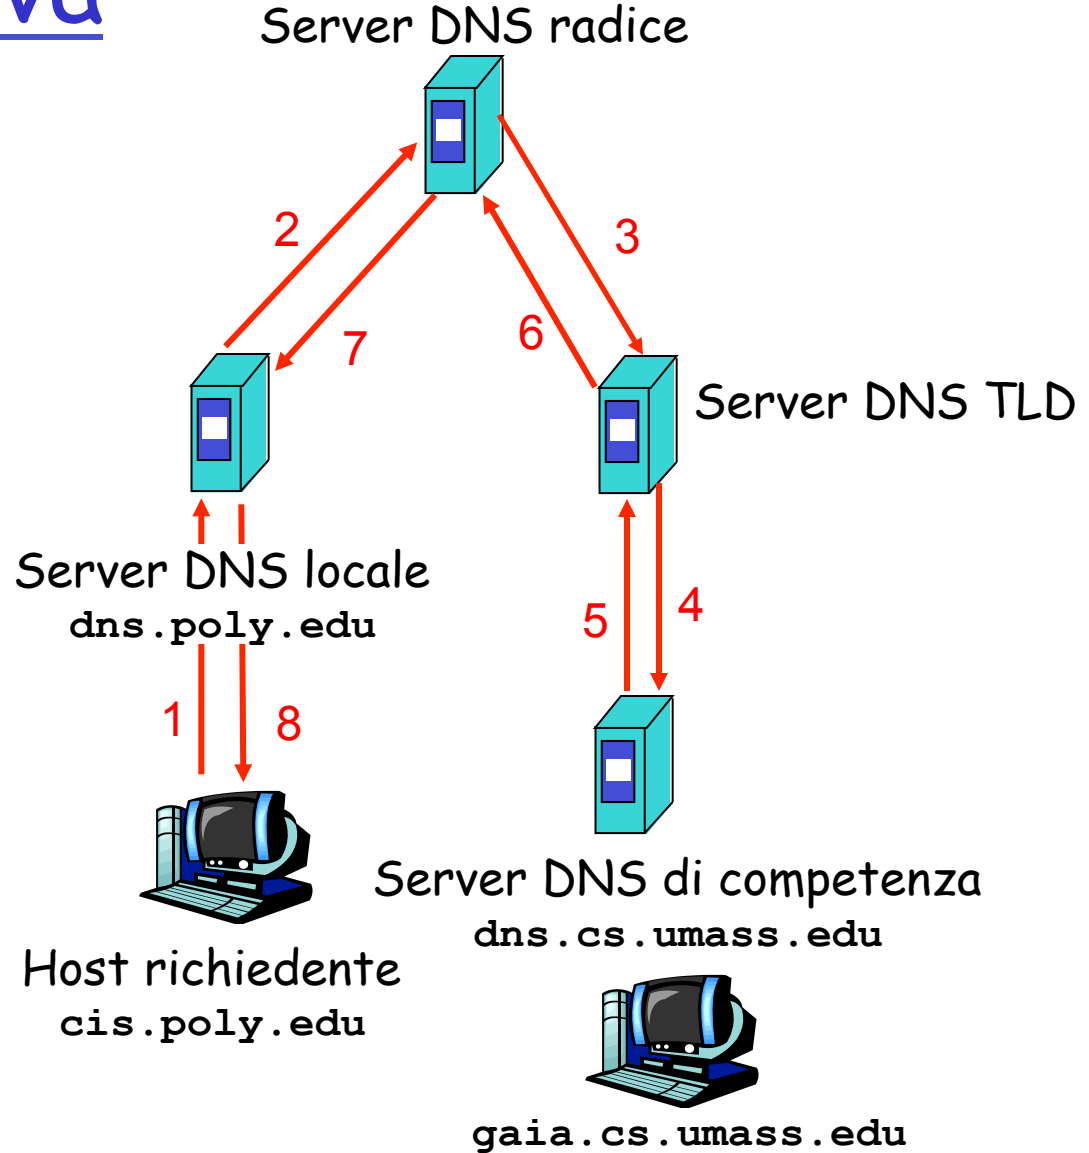 Server DNS radice
2
3
7
6
Server DNS TLD
Server DNS locale
dns.poly.edu
5
4
1
8
Server DNS di competenza
dns.cs.umass.edu
Host richiedente
cis.poly.edu
gaia.cs.umass.edu